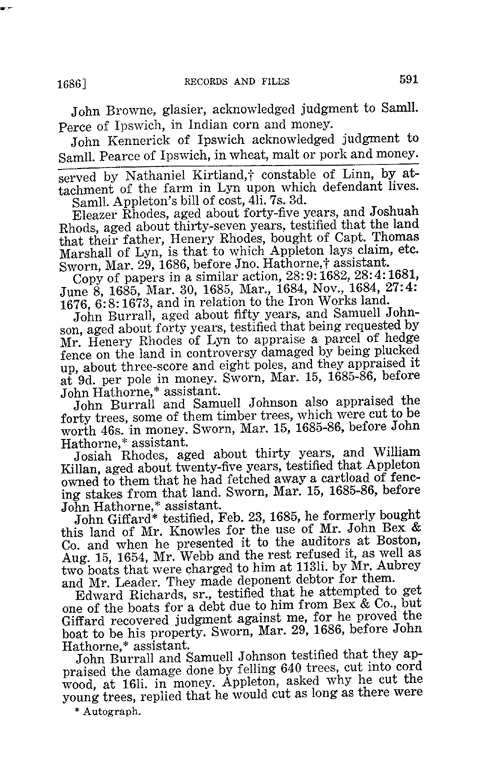 1686] RECORDS AND FILES 591
John Browne, glasier, acknowledged judgment to Samll.
Perce of Ipswich, in Indian corn and money.
John Kennerick of Ipswich acknowledged judgment to
Samll. Pearce of Ipswich, in wheat, malt or pork and money.
served by Nathaniel Kirtland,† constable of Linn, by at-
tachment of the farm in Lyn upon which defendant lives.
Samll. Appleton's bill of cost, 4li. 7s. 3d.
Eleazer Rhodes, aged about forty-five years, and Joshuah
Rhods, aged about thirty-seven years, testified that the land
that their father, Henery Rhodes, bought of Capt. Thomas
Marshall of Lyn, is that to which Appleton lays claim, etc.
Sworn, Mar. 29, 1686, before Jno. Hathorne,† assistant.
Copy of papers in a similar action, 28:9:1682, 28:4:1681,
June 8, 1685, Mar. 30, 1685, Mar., 1684, Nov., 1684, 27:4:
1676, 6:8:1673, and in relation to the Iron Works land.
John Burrall, aged about fifty years, and Samuell John-
son, aged about forty years, testified that being requested by
Mr. Henery Rhodes of Lyn to appraise a parcel of hedge
fence on the land in controversy damaged by being plucked
up, about three-score and eight poles, and they appraised it
at 9d. per pole in money. Sworn, Mar. 15, 1685-86, before
John Hathorne,* assistant.
John Burrall and Samuell Johnson also appraised the
forty trees, some of them timber trees, which were cut to be
worth 46s. in money. Sworn, Mar. 15, 1685-86, before John
Hathorne,* assistant.
Josiah Rhodes, aged about thirty years, and William
Killan, aged about twenty-five years, testified that Appleton
owned to them that he had fetched away a cartload of fenc-
ing stakes from that land. Sworn, Mar. 15, 1685-86, before
John Hathorne,* assistant.
John Giffard* testified, Feb. 23, 1685, he formerly bought
this land of Mr. Knowles for the use of Mr. John Bex &
Co. and when he presented it to the auditors at Boston,
Aug. 15, 1654, Mr. Webb and the rest refused it, as well as
two boats that were charged to him at 113li. by Mr. Aubrey
and Mr. Leader. They made deponent debtor for them.
Edward Richards, sr., testified that he attempted to get
one of the boats for a debt due to him from Bex & Co., but
Giffard recovered judgment against me, for he proved the
boat to be his property. Sworn, Mar. 29, 1686, before John
Hathorne,* assistant.
John Burrall and Samuell Johnson testified that they ap-
praised the damage done by felling 640 trees, cut into cord
wood, at 16li. in money. Appleton, asked why he cut the
young trees, replied that he would cut as long as there were
* Autograph.